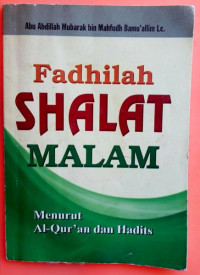 Abu Abdillah Mubarak bin Mahfudh Bamu'allim Lc.
Fadhilah
SHALAT
MALAM
Menurut
Al-Qur'an dan Hadits